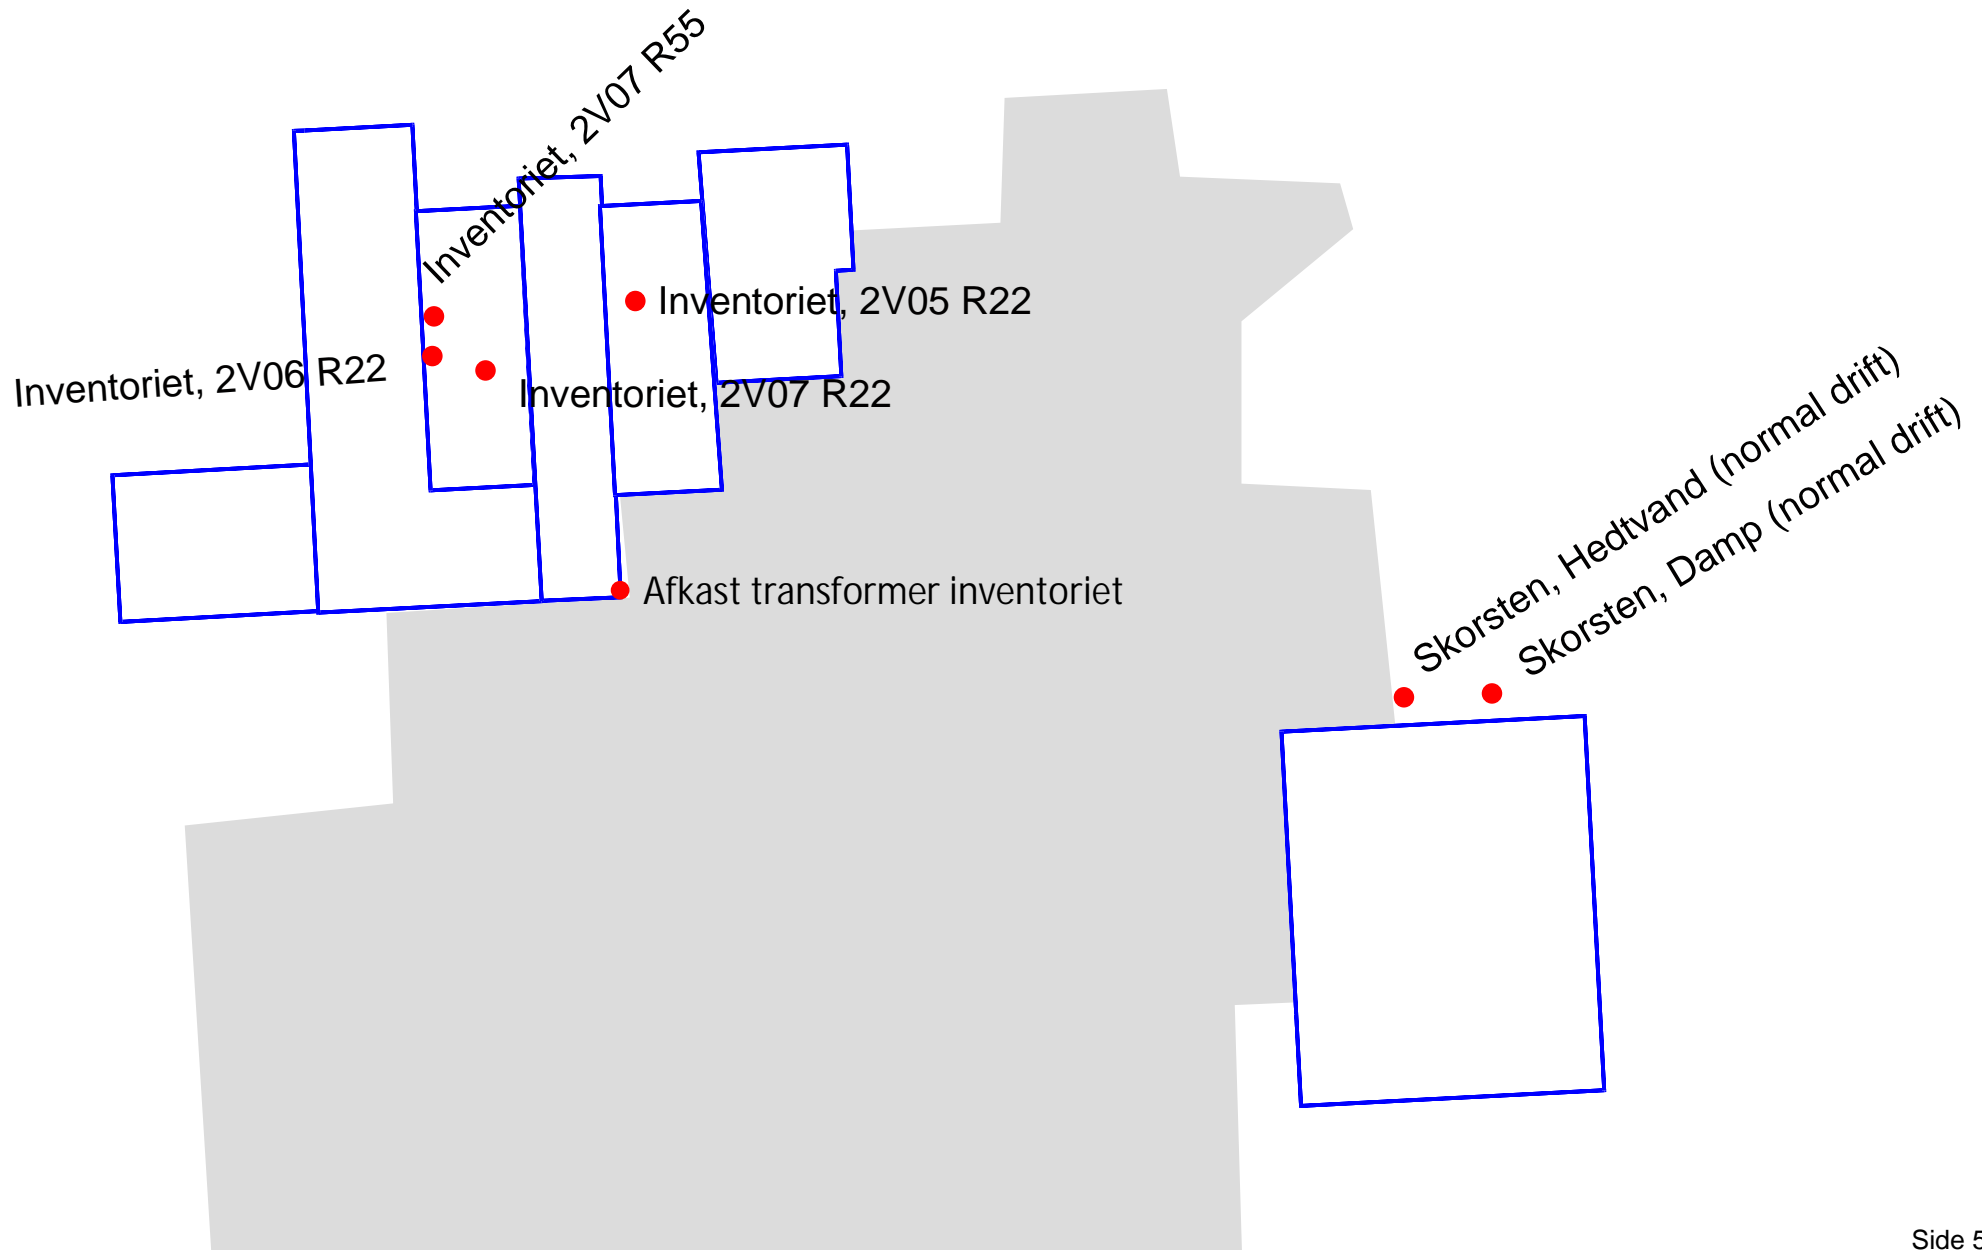 Inventoriet, 2V07 R55
Inventoriet, 2V05 R22
Inventoriet, 2V06 R22
Inventoriet, 2V07 R22
Afkast transformer inventoriet
Skorsten, Hedtvand (normal drift)
Skorsten, Damp (normal drift)
Side 5